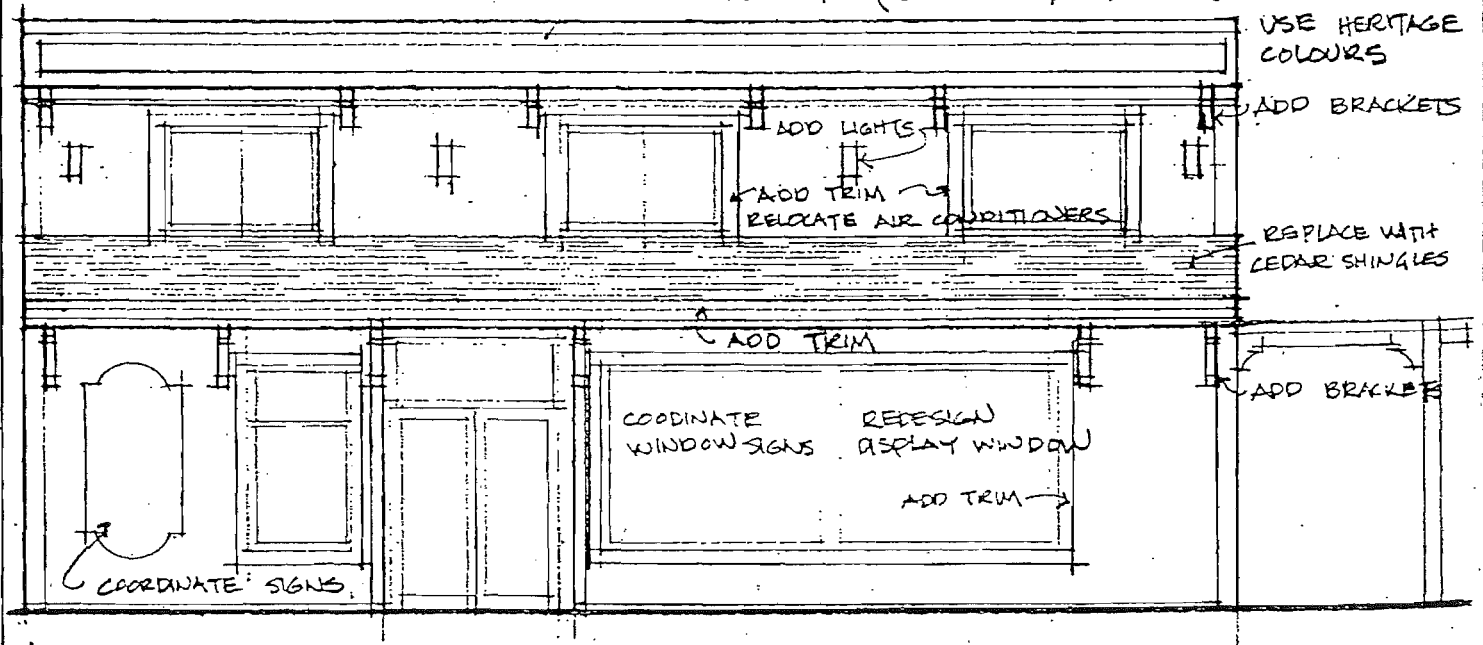 USE HERITAGE
COLOURS
ADD BRACKETS
ADD LIGHTS
ADD TRIM
RELOCATE AIR CONDITIONERS
REPLACE WITH
CEDAR SHINGLES
ADD TRIM
ADD BRACKETS
COODINATE
WINDOW SIGNS
REDESIGN
DISPLAY WINDOW
ADD TRIM
COORDINATE SIGNS.